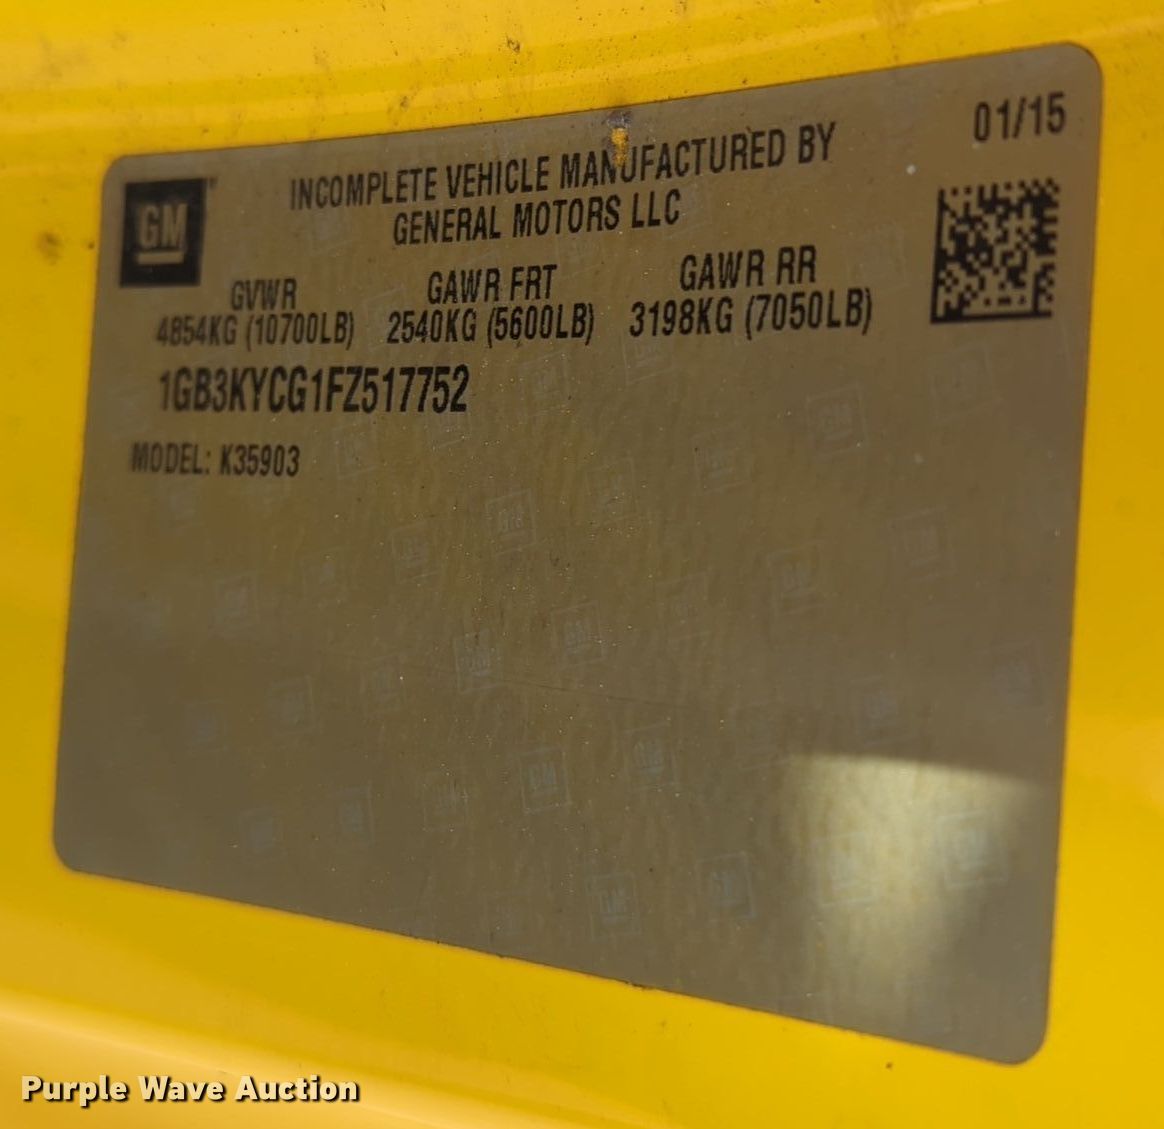 01/15
GM
INCOMPLETE VEHICLE MANUFACTURED BY
GENERAL MOTORS LLC
GVWR GAWR FRT GAWR RR
4854KG (10700LB) 2540KG (5600LB) 3198KG (7050LB)
1GB3KYCG1FZ517752
MODEL: K35903
Purple Wave Auction